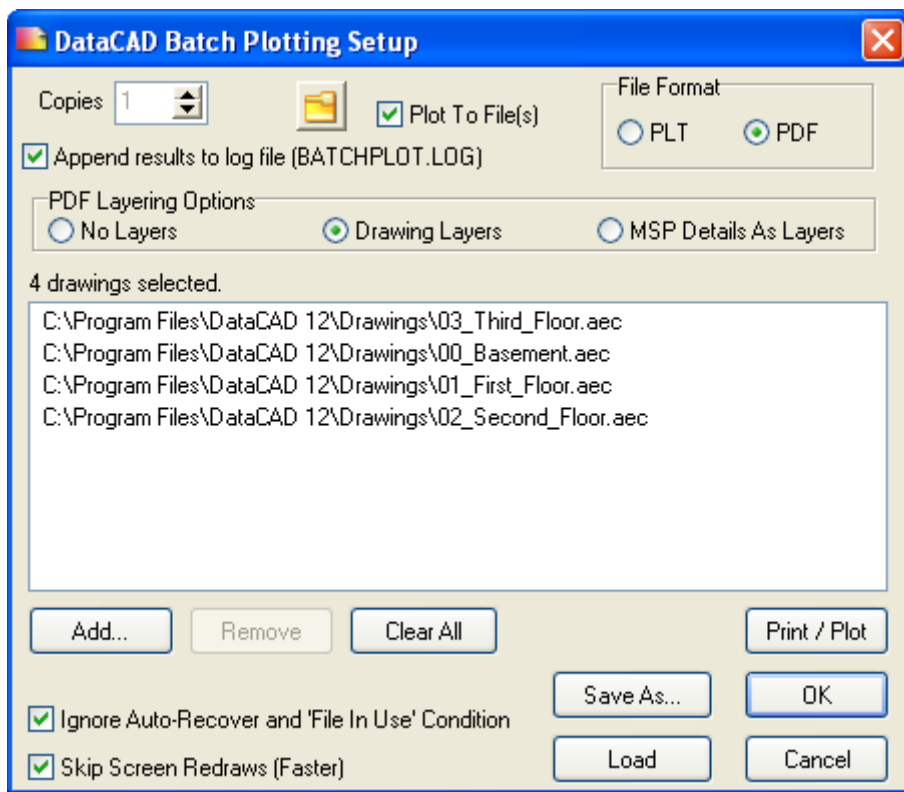 DataCAD Batch Plotting Setup
Copies 1
Plot To File(s)
File Format
PLT PDF
Append results to log file (BATCHPLOT.LOG)
PDF Layering Options
No Layers Drawing Layers MSP Details As Layers
4 drawings selected.
C:\Program Files\DataCAD 12\Drawings\03_Third_Floor.aec
C:\Program Files\DataCAD 12\Drawings\00_Basement.aec
C:\Program Files\DataCAD 12\Drawings\01_First_Floor.aec
C:\Program Files\DataCAD 12\Drawings\02_Second_Floor.aec
Add... Remove Clear All Print / Plot
Save As... OK
Ignore Auto-Recover and 'File In Use' Condition
Skip Screen Redraws (Faster)
Load Cancel